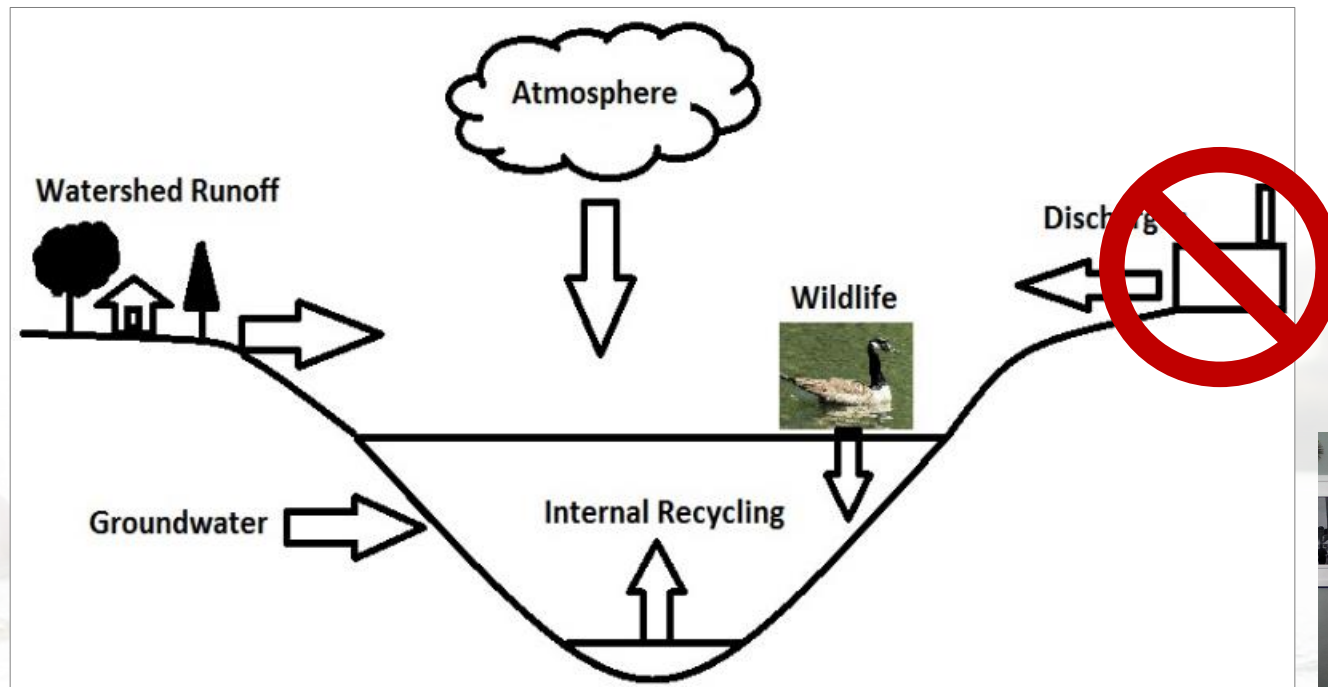 Atmosphere
Watershed Runoff
Wildlife
Groundwater
Internal Recycling